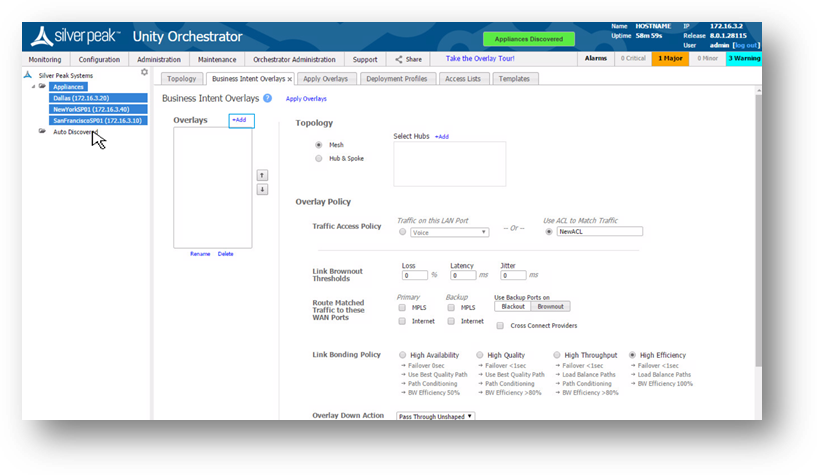 silver peak™ Unity Orchestrator
Appliances Discovered
Name HOSTNAME IP 172.16.3.2
Uptime 58m 59s Release 8.0.1.28115
User admin [log out]
Monitoring Configuration Administration Maintenance Orchestrator Administration Support Share Take the Overlay Tour! Alarms 0 Critical 1 Major 0 Minor 3 Warning
Silver Peak Systems
Appliances
Dallas (172.16.3.20)
NewYorkSP01 (172.16.3.40)
SanFranciscoSP01 (172.16.3.10)
Auto Discovered
Topology Business Intent Overlays × Apply Overlays Deployment Profiles Access Lists Templates
Business Intent Overlays ? Apply Overlays
Overlays +Add
Rename Delete
Topology
Mesh
Hub & Spoke
Select Hubs +Add
Overlay Policy
Traffic Access Policy
Traffic on this LAN Port
Voice
-- Or --
Use ACL to Match Traffic
NewACL
Link Brownout
Thresholds
Loss Latency Jitter
0 % 0 ms 0 ms
Route Matched
Traffic to these
WAN Ports
Primary Backup Use Backup Ports on
MPLS MPLS Blackout Brownout
Internet Internet Cross Connect Providers
Link Bonding Policy
High Availability
→ Failover 0sec
→ Use Best Quality Path
→ Path Conditioning
→ BW Efficiency 50%
High Quality
→ Failover <1sec
→ Use Best Quality Path
→ Path Conditioning
→ BW Efficiency >80%
High Throughput
→ Failover <1sec
→ Load Balance Paths
→ Path Conditioning
→ BW Efficiency >80%
High Efficiency
→ Failover <1sec
→ Load Balance Paths
→ BW Efficiency 100%
Overlay Down Action Pass Through Unshaped